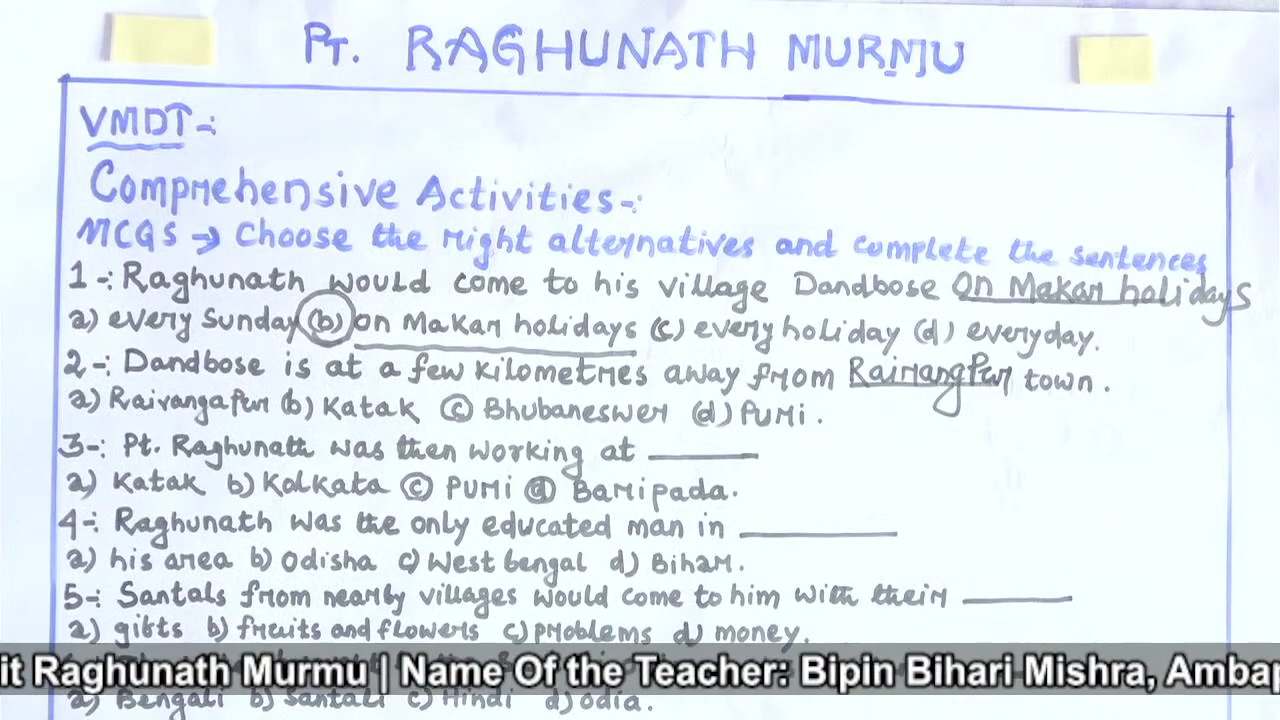 PT. RAGHUNATH MURMU
VMDT-:
Comprehensive Activities-:
MCQS → Choose the right alternatives and complete the sentences
1-: Raghunath would come to his village Dandbose on Makar holidays
a) every Sunday (b) on Makar holidays (c) every holiday (d) everyday.
2-: Dandbose is at a few kilometres away from Rairangpur town.
a) Rairangapur (b) Katak (c) Bhubaneswer (d) Puri.
3-: Pt. Raghunath was then working at ______
a) Katak b) Kolkata (c) Puri (d) Baripada.
4-: Raghunath was the only educated man in ______
a) his area b) Odisha c) West bengal d) Bihar.
5-: Santals from nearby villages would come to him with their ______
a) gifts b) fruits and flowers c) problems d) money.
it Raghunath Murmu | Name Of the Teacher: Bipin Bihari Mishra, Ambap
a) Bengali b) Santali c) Hindi d) Odia.